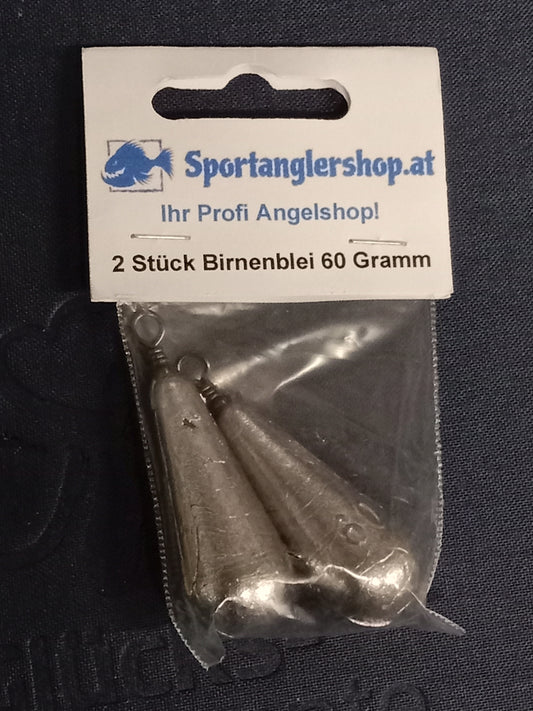 Sportanglershop.at
Ihr Profi Angelshop!
2 Stück Birnenblei 60 Gramm